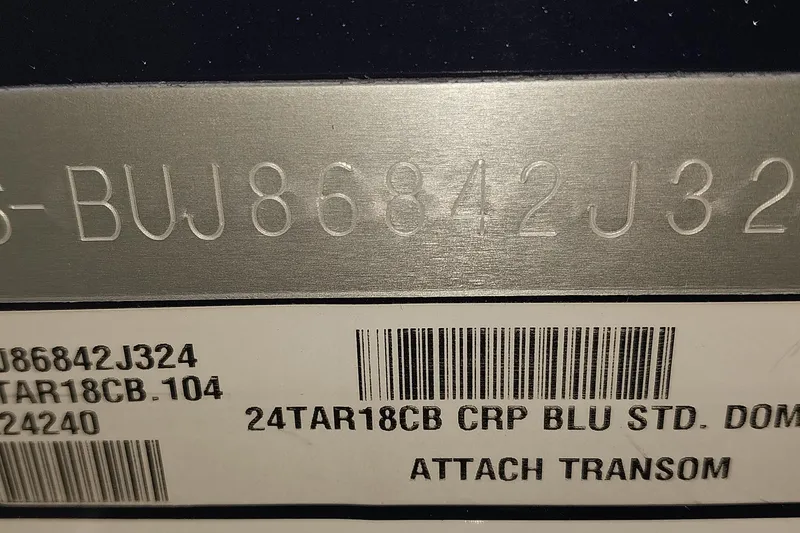 S-BUJ86842J32
J86842J324
TAR18CB.104
24240
24TAR18CB CRP BLU STD. DOM
ATTACH TRANSOM